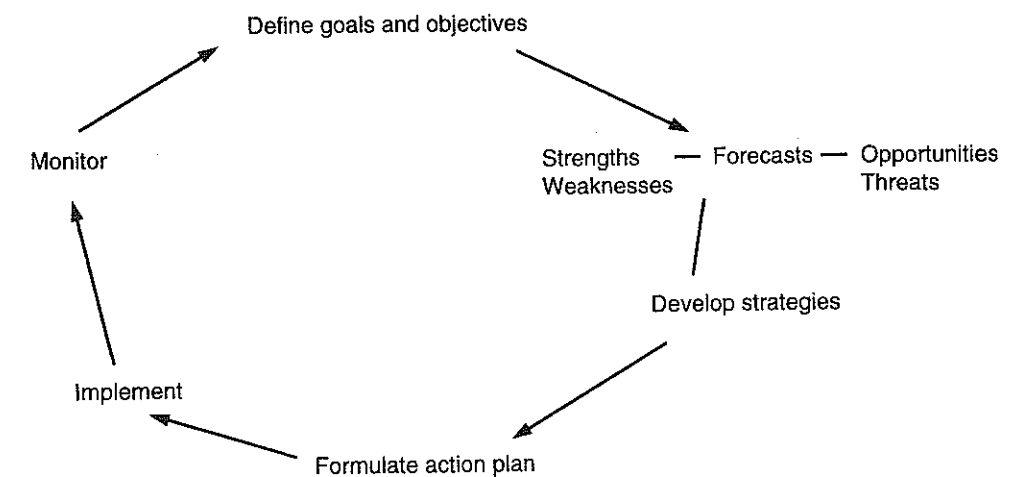 Define goals and objectives
Monitor
Strengths — Forecasts — Opportunities
Weaknesses Threats
Develop strategies
Implement
Formulate action plan